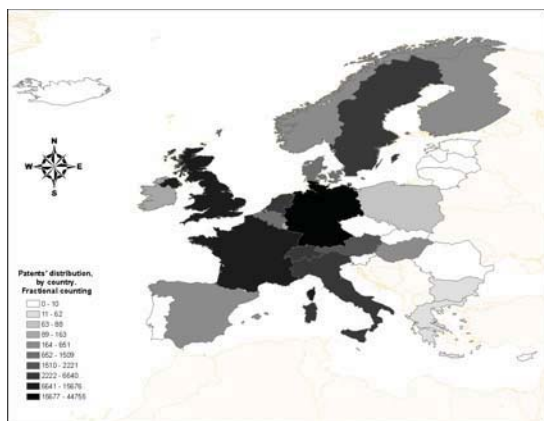 N
W E
S
Patents' distribution,
by country.
Fractional counting
0 - 10
11 - 62
63 - 88
89 - 163
164 - 651
652 - 1509
1510 - 2221
2222 - 6640
6641 - 15676
15677 - 44755